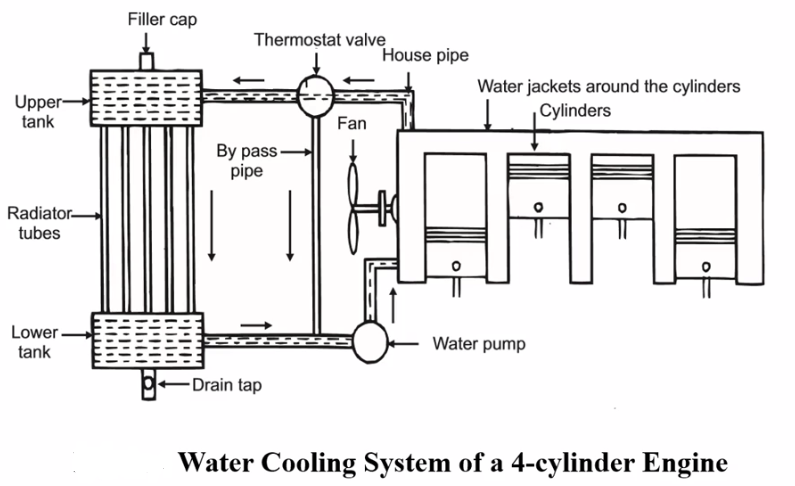 Filler cap
Thermostat valve
House pipe
Water jackets around the cylinders
Cylinders
Upper
tank
Fan
By pass
pipe
Radiator
tubes
Lower
tank
Water pump
Drain tap
Water Cooling System of a 4-cylinder Engine